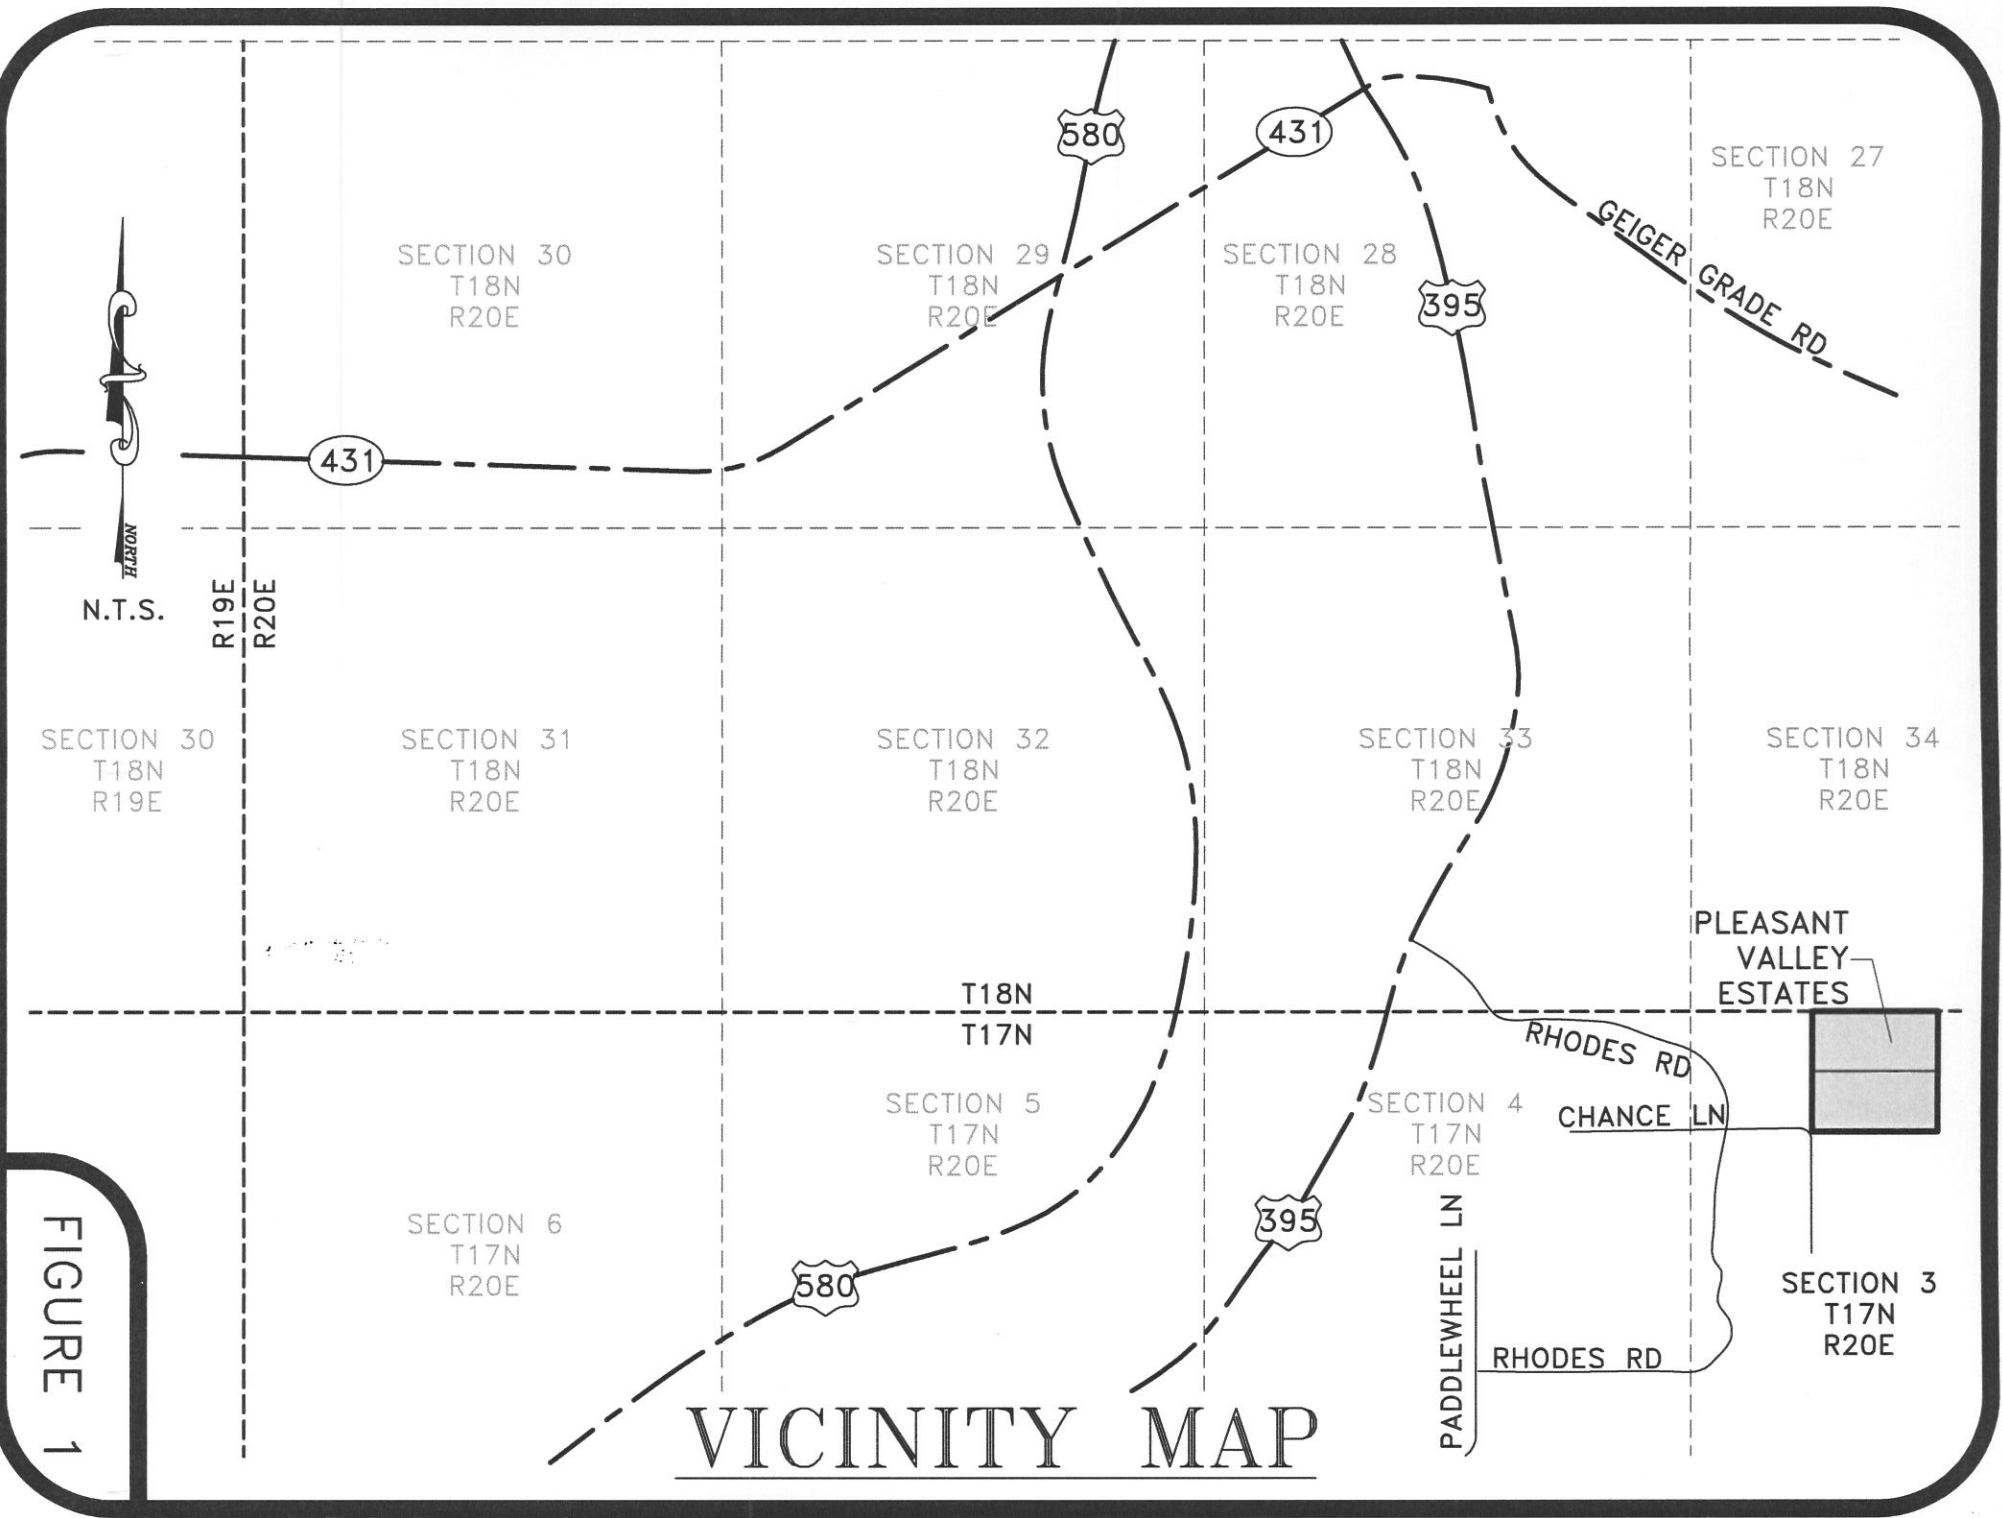 580
431
SECTION 27
T18N
R20E
GEIGER GRADE RD
SECTION 30
T18N
R20E
SECTION 29
T18N
R20E
SECTION 28
T18N
R20E
395
431
NORTH
N.T.S.
R19E
R20E
SECTION 30
T18N
R19E
SECTION 31
T18N
R20E
SECTION 32
T18N
R20E
SECTION 33
T18N
R20E
SECTION 34
T18N
R20E
PLEASANT
VALLEY
ESTATES
T18N
T17N
RHODES RD
CHANCE LN
SECTION 5
T17N
R20E
SECTION 4
T17N
R20E
SECTION 6
T17N
R20E
395
580
PADDLEWHEEL LN
RHODES RD
SECTION 3
T17N
R20E
VICINITY MAP
FIGURE 1